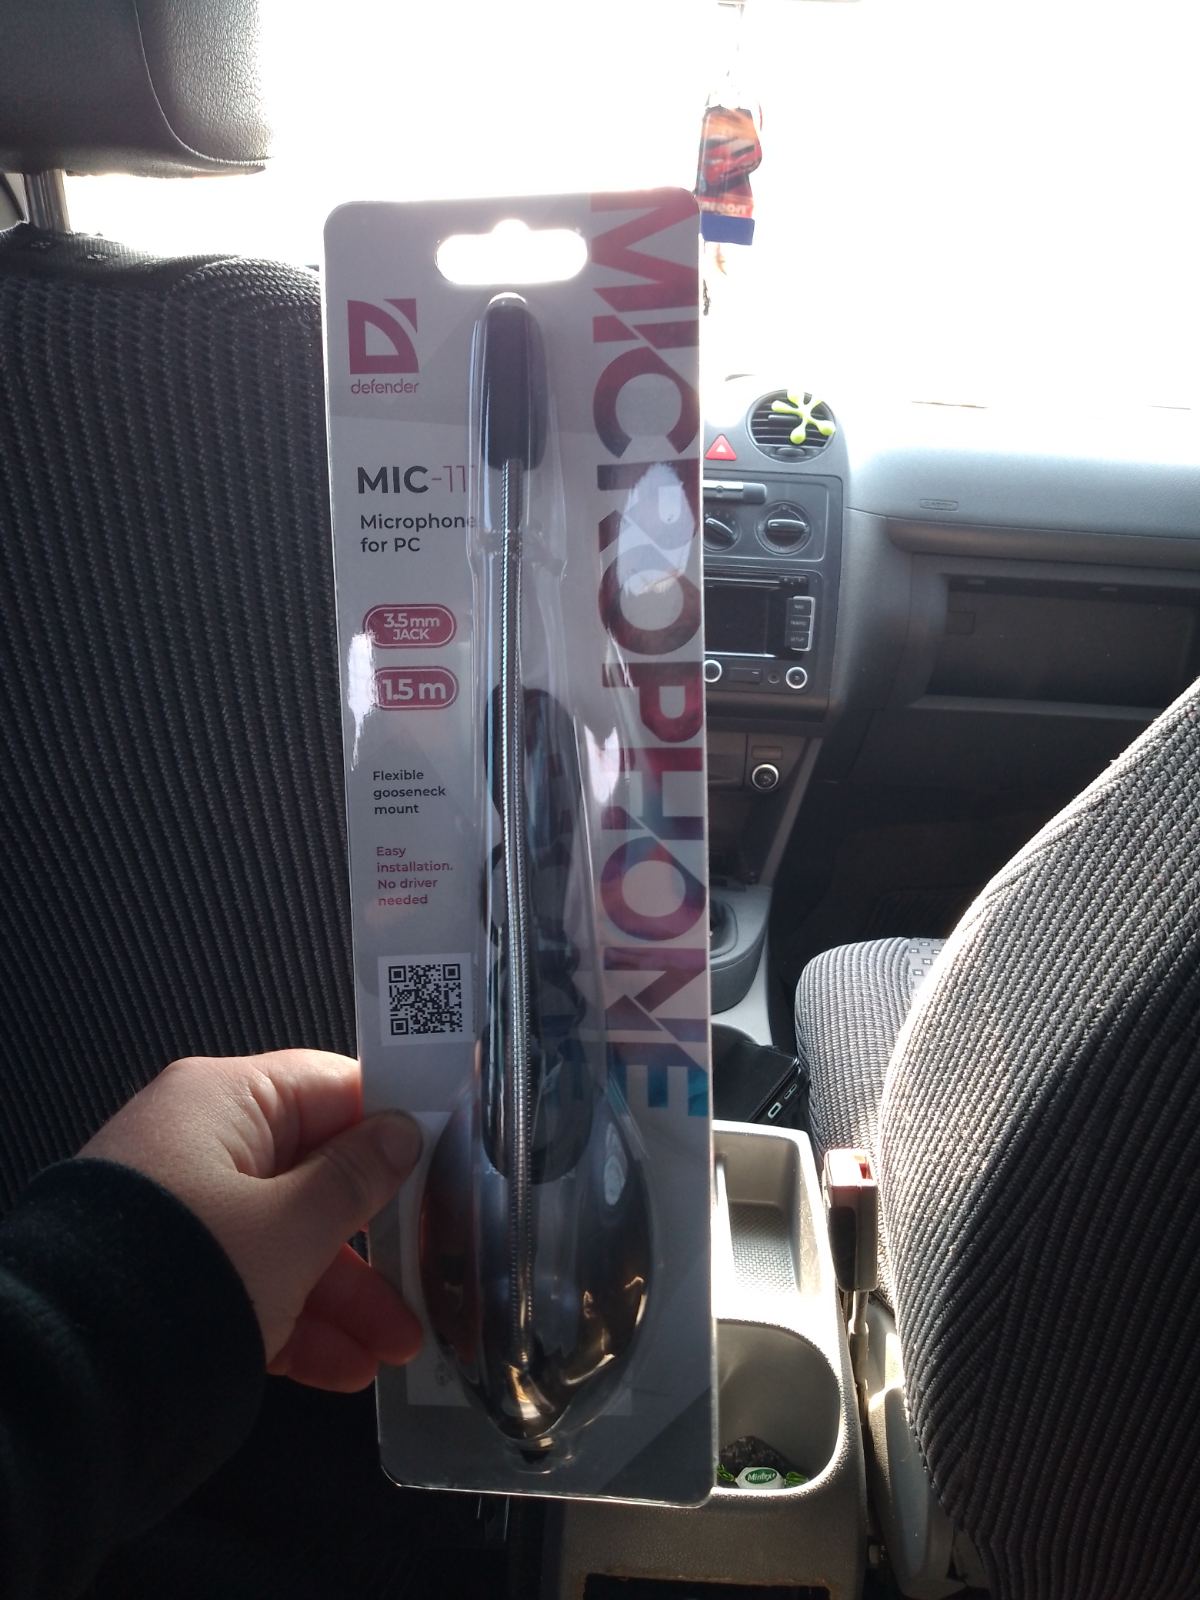 defender
MICROPHONE
MIC-11
Microphone
for PC
3.5mm
JACK
1.5m
Flexible
gooseneck
mount
Easy
installation.
No driver
needed